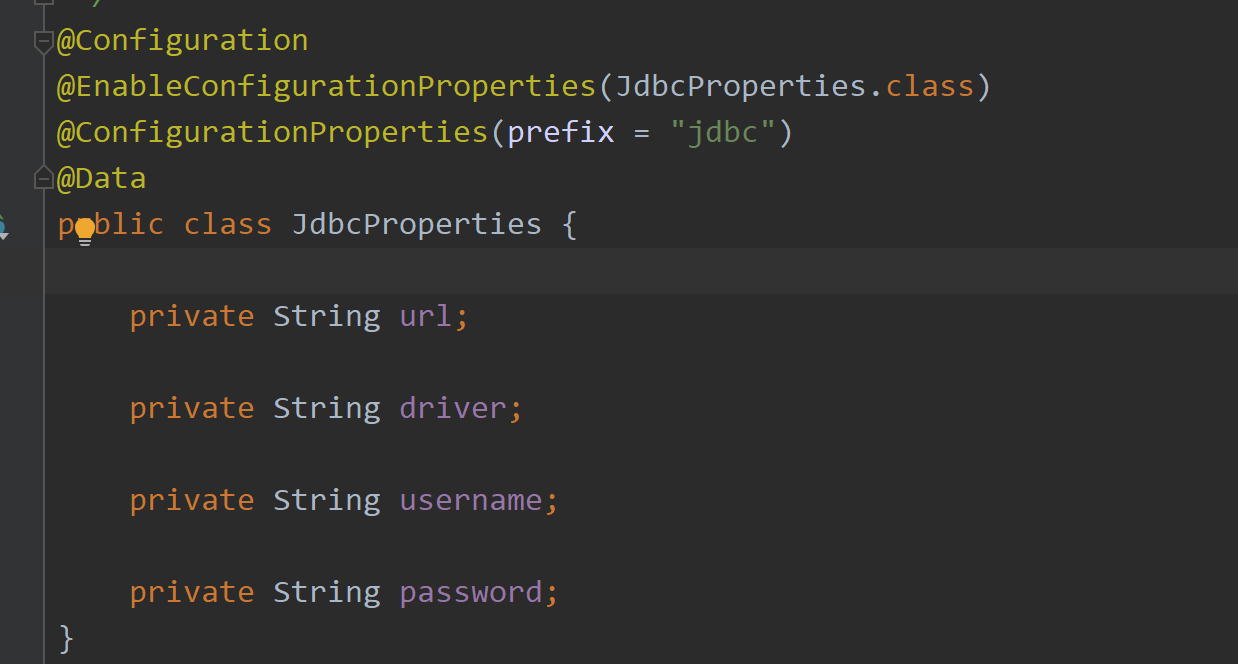 @Configuration
@EnableConfigurationProperties(JdbcProperties.class)
@ConfigurationProperties(prefix = "jdbc")
@Data
public class JdbcProperties {
private String url;
private String driver;
private String username;
private String password;
}